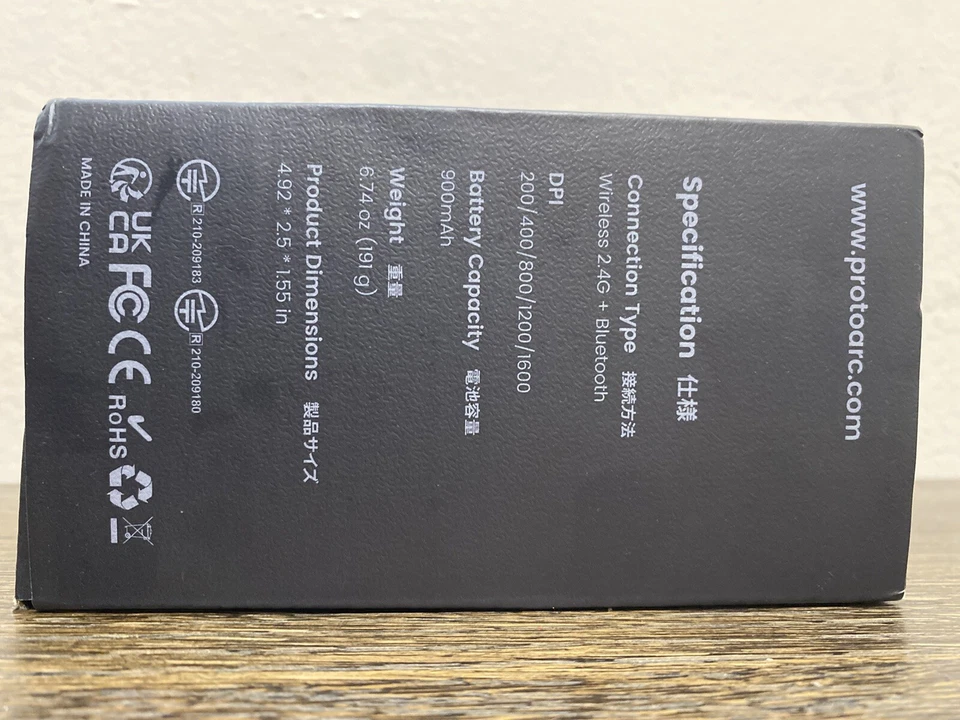 www.protoarc.com
Specification 仕様
Connection Type 接続方法
Wireless 2.4G + Bluetooth
DPI
200/400/800/1200/1600
Battery Capacity 電池容量
900mAh
Weight 重量
6.74 oz (191 g)
Product Dimensions 製品サイズ
4.92 * 2.5 * 1.55 in
R 210-209183 R 210-209180
UK CA FC CE RoHS
MADE IN CHINA